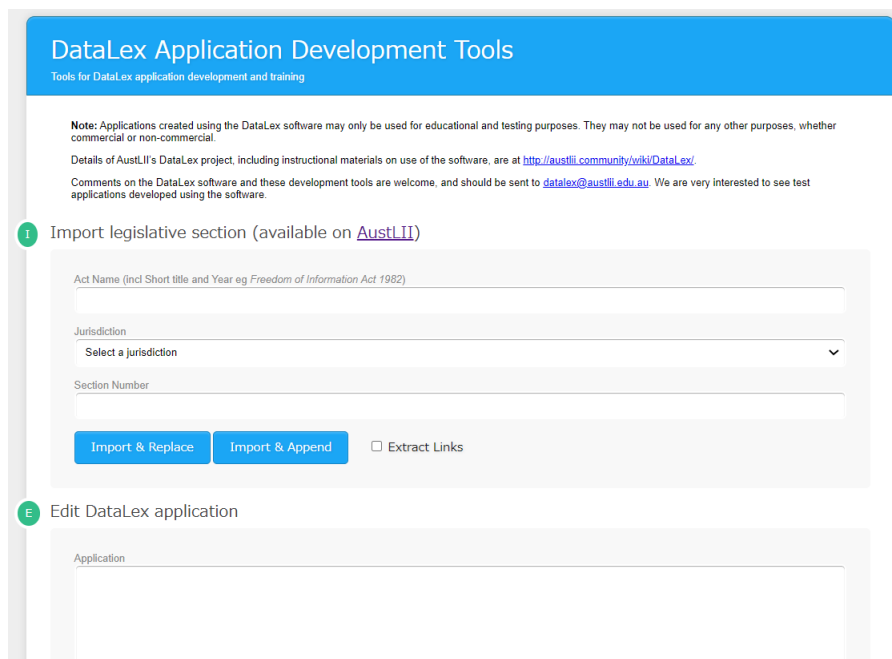 DataLex Application Development Tools
Tools for DataLex application development and training
Note: Applications created using the DataLex software may only be used for educational and testing purposes. They may not be used for any other purposes, whether
commercial or non-commercial.
Details of AustLII's DataLex project, including instructional materials on use of the software, are at http://austlii.community/wiki/DataLex/.
Comments on the DataLex software and these development tools are welcome, and should be sent to datalex@austlii.edu.au. We are very interested to see test
applications developed using the software.
I Import legislative section (available on AustLII)
Act Name (incl Short title and Year eg Freedom of Information Act 1982)
Jurisdiction
Select a jurisdiction
Section Number
Import & Replace Import & Append Extract Links
E Edit DataLex application
Application